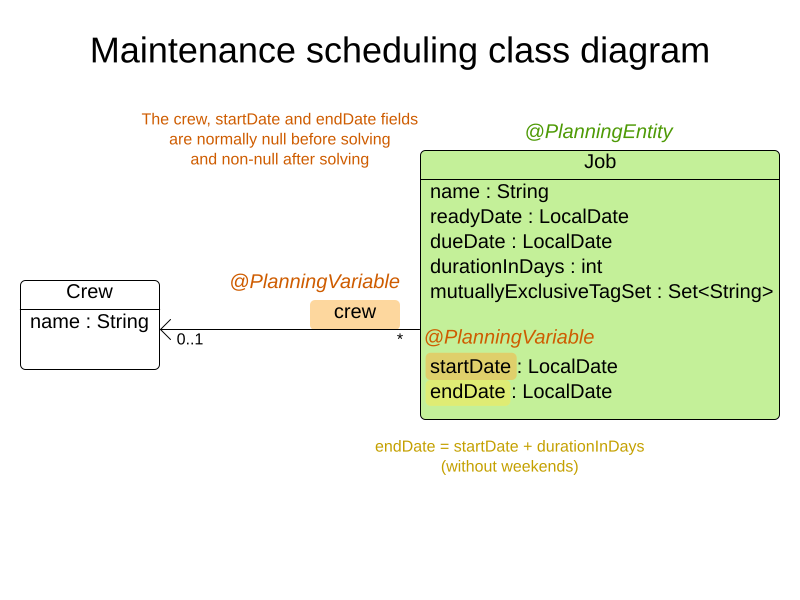 Maintenance scheduling class diagram
The crew, startDate and endDate fields
are normally null before solving
and non-null after solving
@PlanningEntity
Job
name : String
readyDate : LocalDate
dueDate : LocalDate
durationInDays : int
mutuallyExclusiveTagSet : Set<String>
@PlanningVariable
startDate : LocalDate
endDate : LocalDate
Crew
name : String
@PlanningVariable
crew
0..1
*
endDate = startDate + durationInDays
(without weekends)